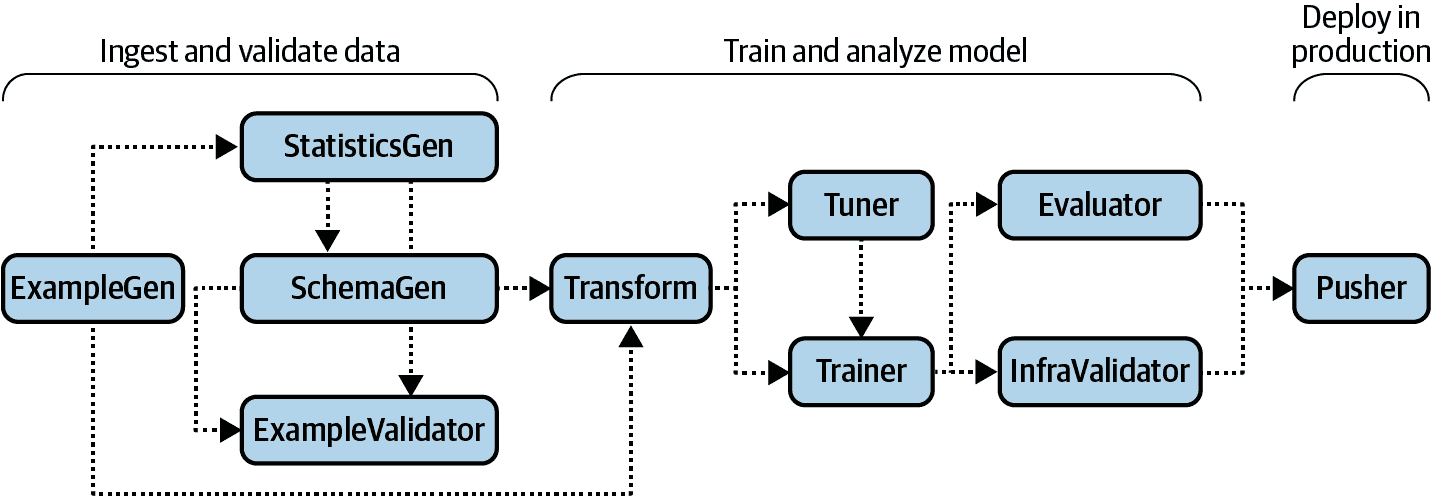 Ingest and validate data
Train and analyze model
Deploy in
production
StatisticsGen
ExampleGen
SchemaGen
ExampleValidator
Transform
Tuner
Trainer
Evaluator
InfraValidator
Pusher